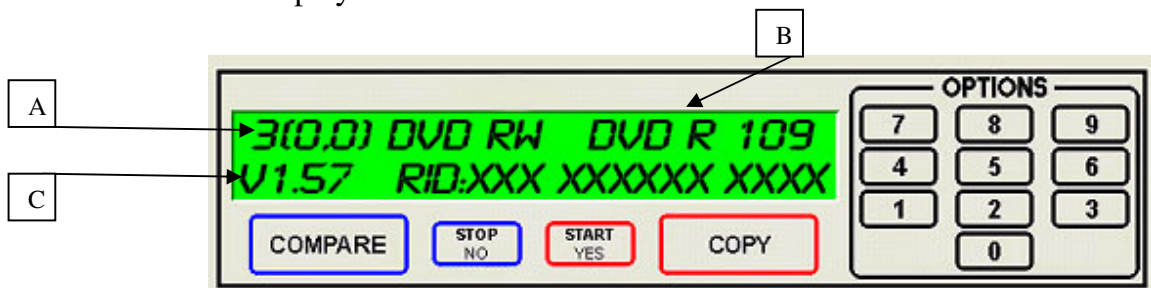 B
OPTIONS
A
3(0,0) DVD RW DVD R 109
7 8 9
V1.57 RID:XXX XXXXXX XXXX
4 5 6
C
1 2 3
COMPARE
STOP
NO
START
YES
COPY
0